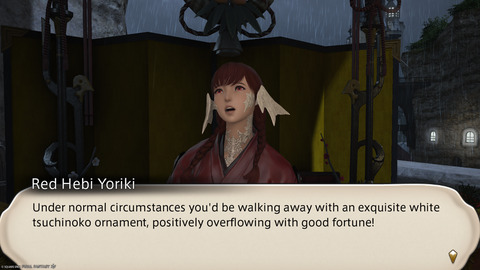 Red Hebi Yoriki
Under normal circumstances you'd be walking away with an exquisite white
tsuchinoko ornament, positively overflowing with good fortune!